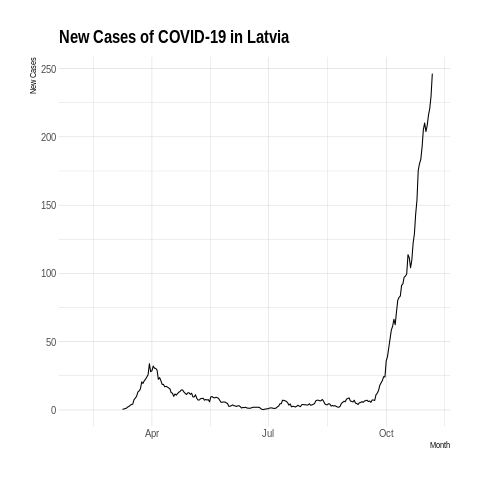 New Cases of COVID-19 in Latvia
New Cases
250
200
150
100
50
0
Apr
Jul
Oct
Month